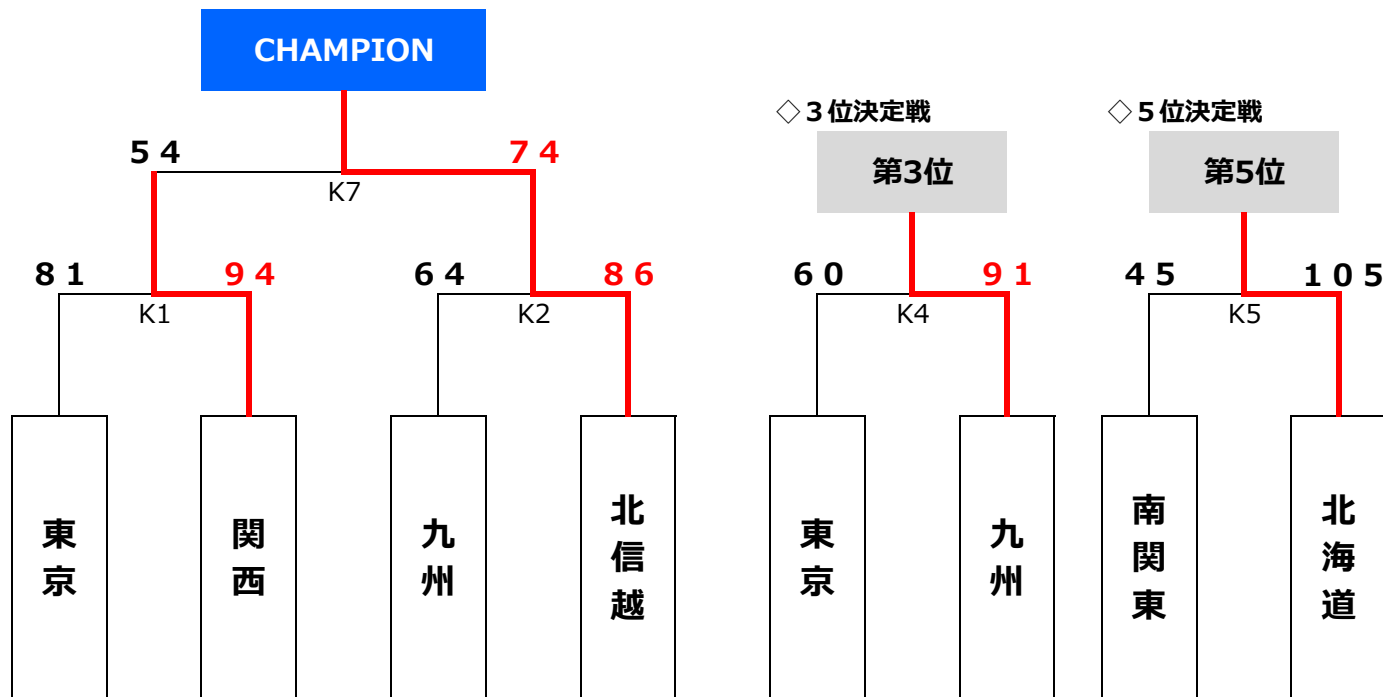 CHAMPION
◇３位決定戦
◇５位決定戦
５４
７４
第3位
第5位
K7
８１
９４
６４
８６
６０
９１
４５
１０５
K1
K2
K4
K5
東京
関西
九州
北信越
東京
九州
南関東
北海道